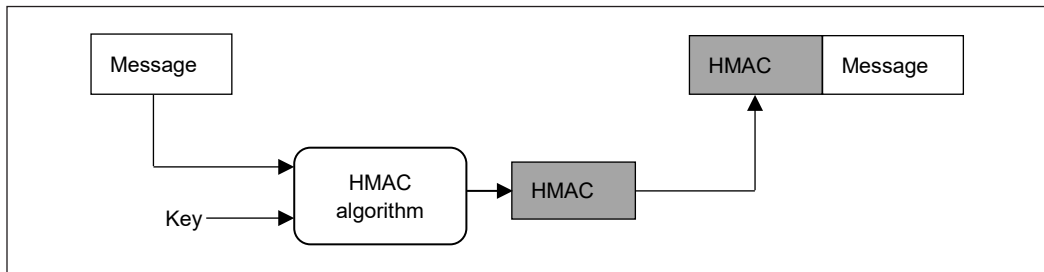 Message
HMAC Message
HMAC
algorithm
HMAC
Key